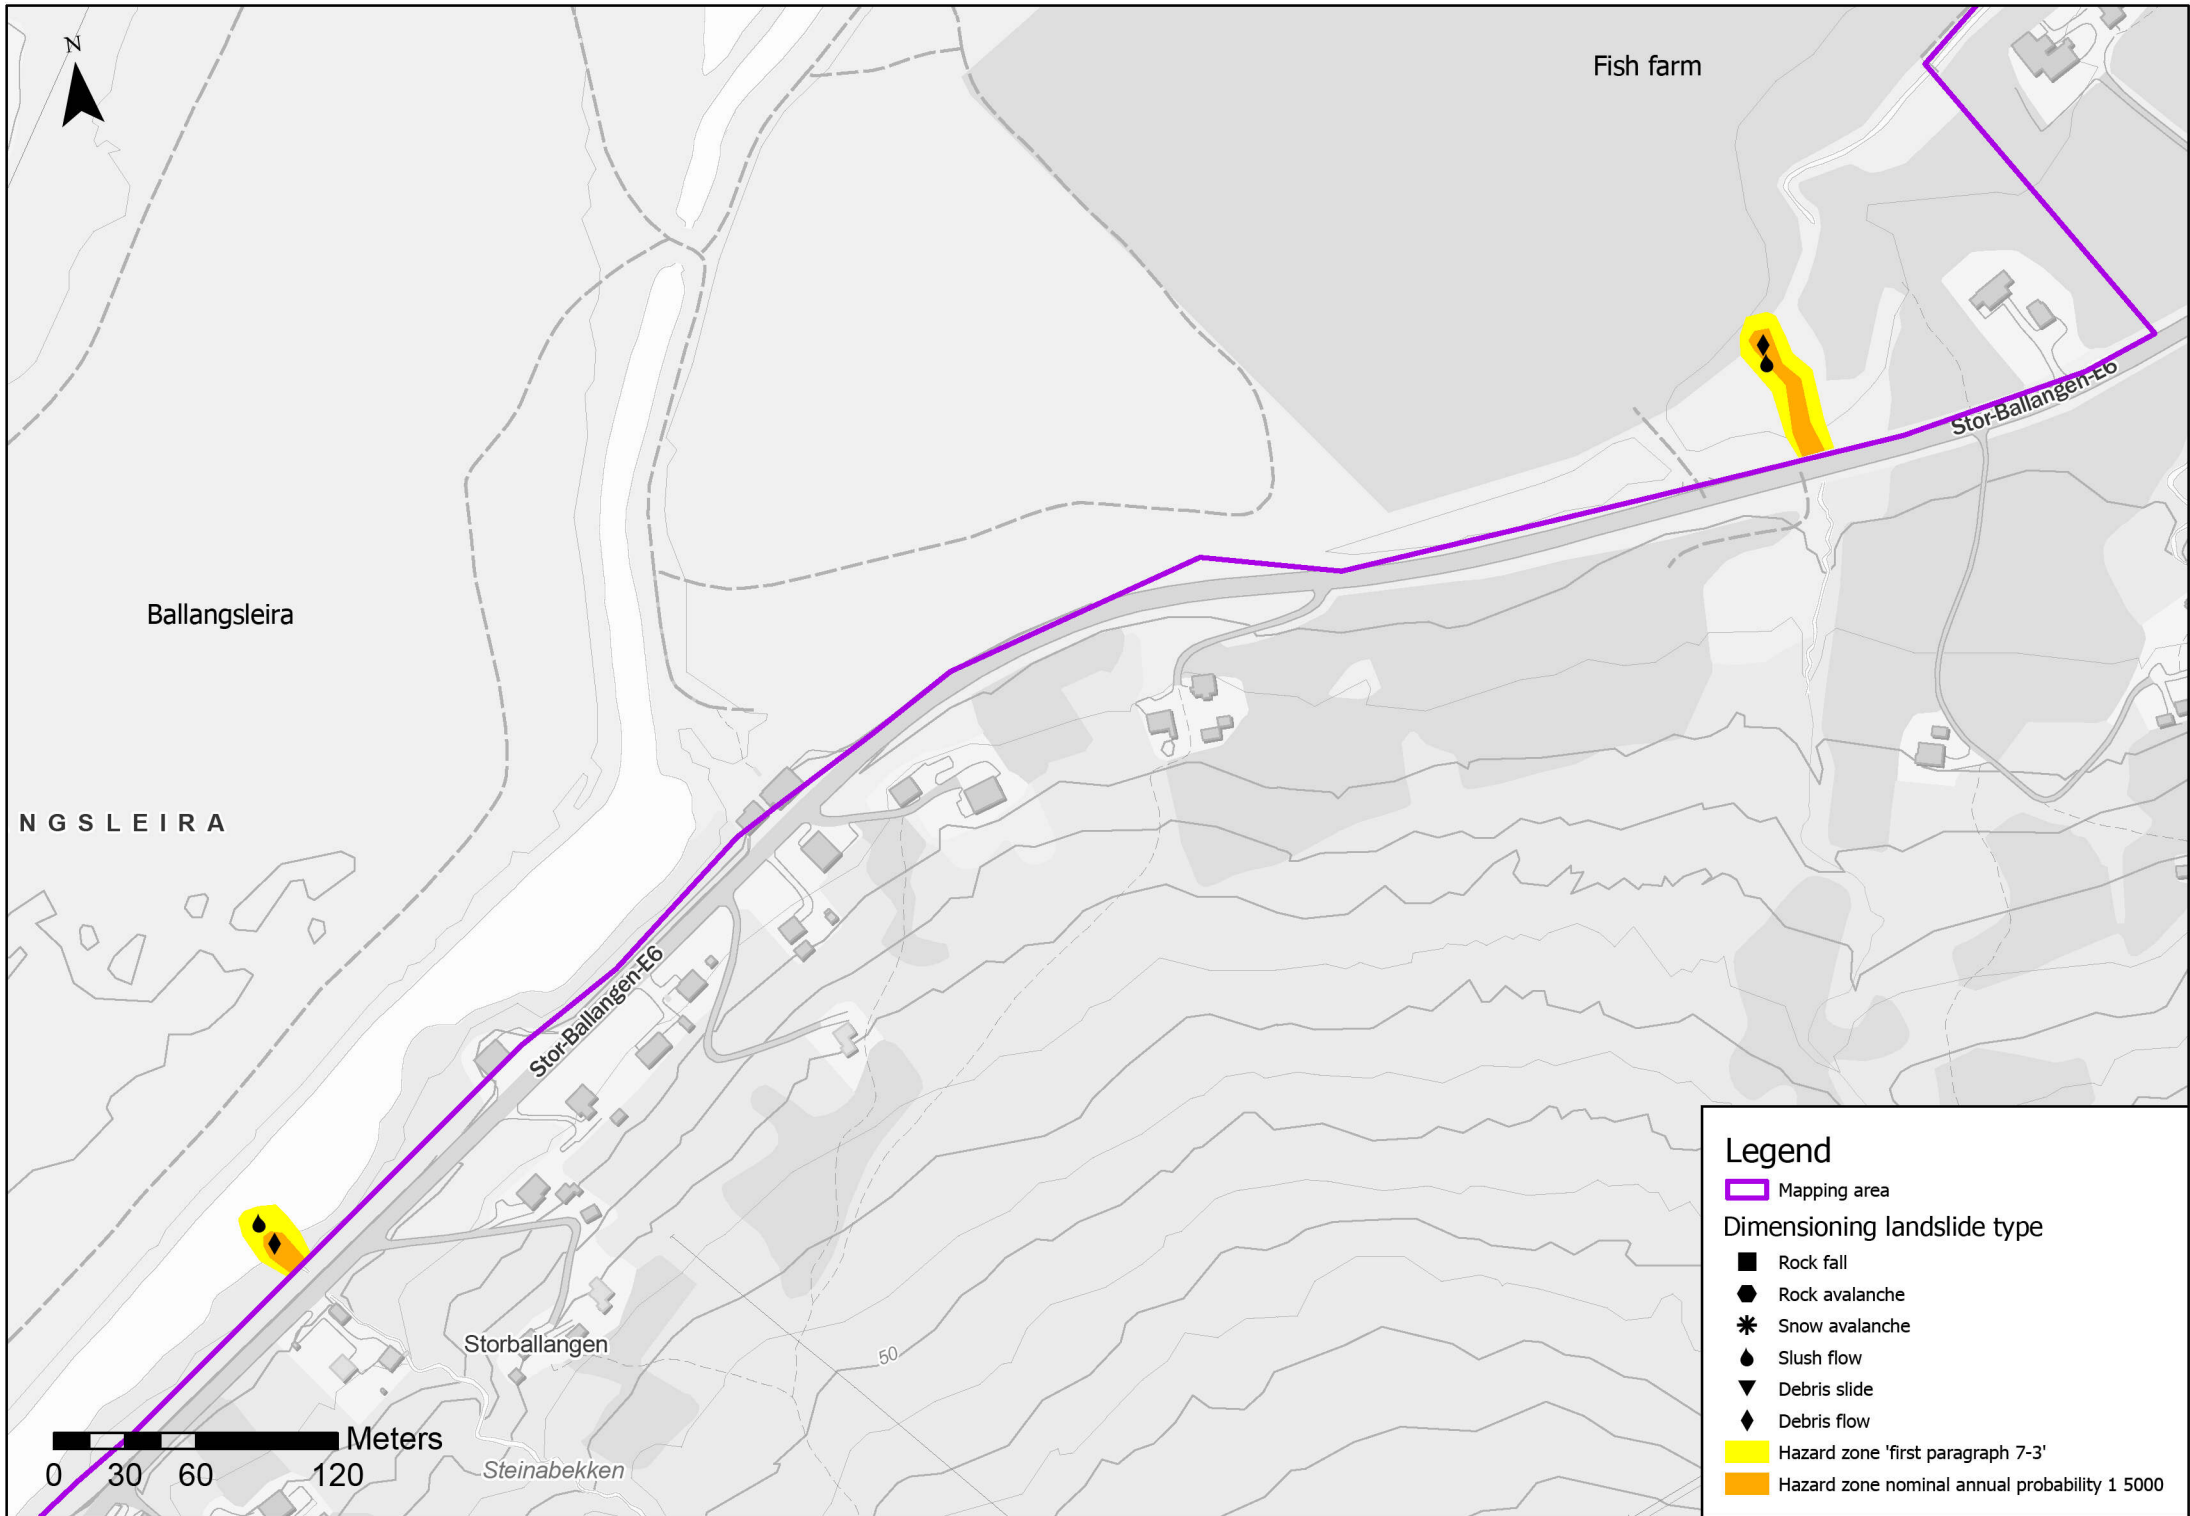 N
Fish farm
Stor-Ballangen-E6
Ballangsleira
NGSLEIRA
Stor-Ballangen-E6
Storballangen
50
Steinabekken
Meters
0 30 60 120
Legend
Mapping area
Dimensioning landslide type
Rock fall
Rock avalanche
Snow avalanche
Slush flow
Debris slide
Debris flow
Hazard zone 'first paragraph 7-3'
Hazard zone nominal annual probability 1 5000